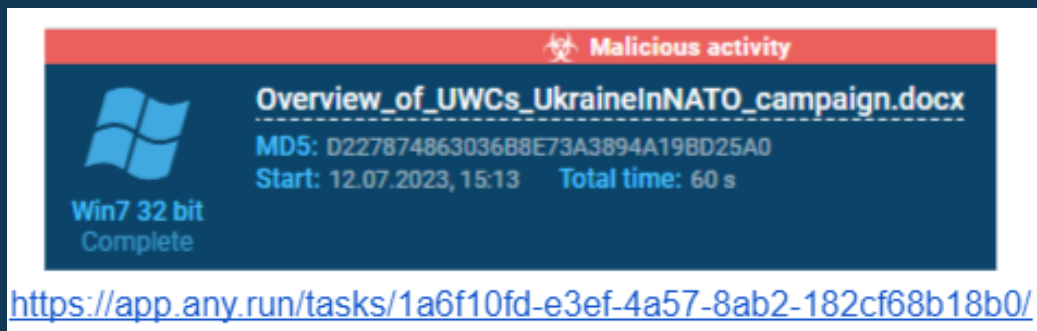 Malicious activity
Overview_of_UWCs_UkraineInNATO_campaign.docx
MD5: D227874863036B8E73A3894A19BD25A0
Start: 12.07.2023, 15:13 Total time: 60 s
Win7 32 bit
Complete
https://app.any.run/tasks/1a6f10fd-e3ef-4a57-8ab2-182cf68b18b0/